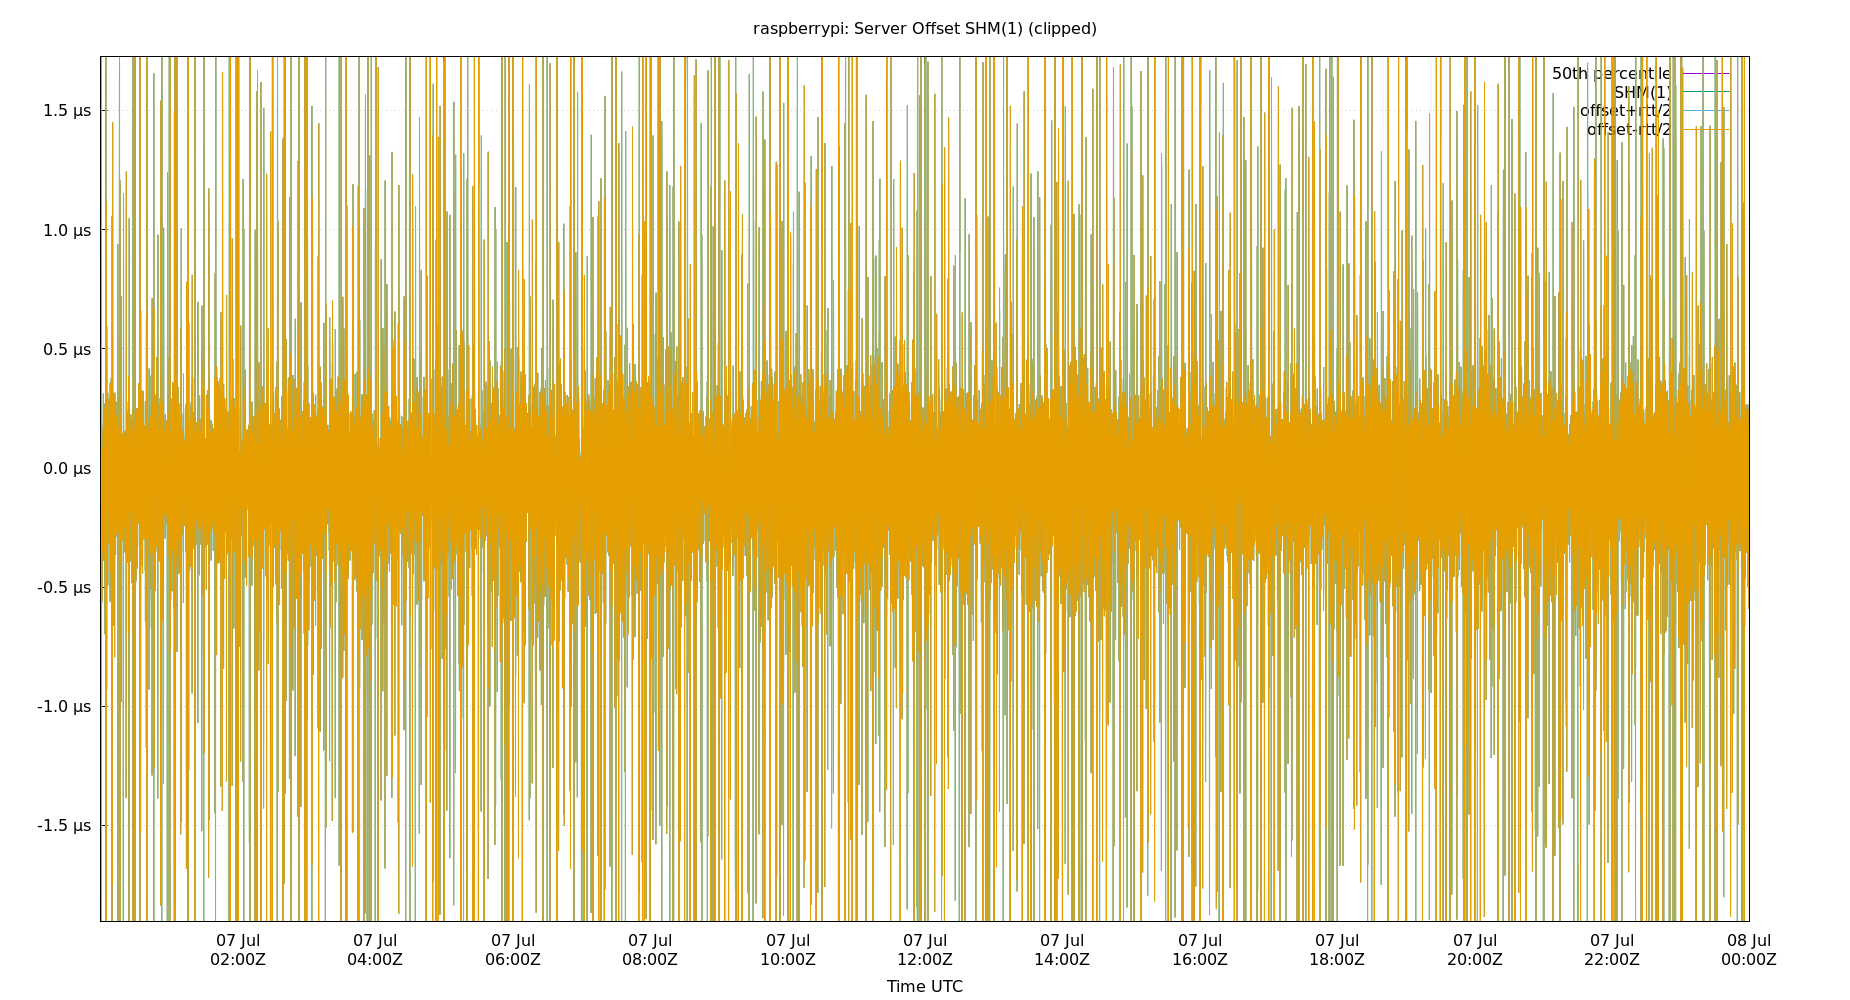 raspberrypi: Server Offset SHM(1) (clipped)
50th percentile
SHM(1)
offset+rtt/2
offset-rtt/2
1.5 µs
1.0 µs
0.5 µs
0.0 µs
-0.5 µs
-1.0 µs
-1.5 µs
07 Jul 07 Jul 07 Jul 07 Jul 07 Jul 07 Jul 07 Jul 07 Jul 07 Jul 07 Jul 07 Jul 08 Jul
02:00Z 04:00Z 06:00Z 08:00Z 10:00Z 12:00Z 14:00Z 16:00Z 18:00Z 20:00Z 22:00Z 00:00Z
Time UTC